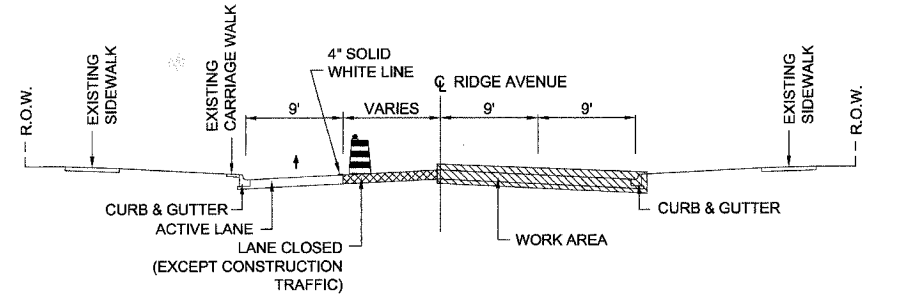 R.O.W.
EXISTING
SIDEWALK
EXISTING
CARRIAGE WALK
4" SOLID
WHITE LINE
℄ RIDGE AVENUE
EXISTING
SIDEWALK
R.O.W.
9'
VARIES
9'
9'
CURB & GUTTER
ACTIVE LANE
LANE CLOSED
(EXCEPT CONSTRUCTION
TRAFFIC)
WORK AREA
CURB & GUTTER